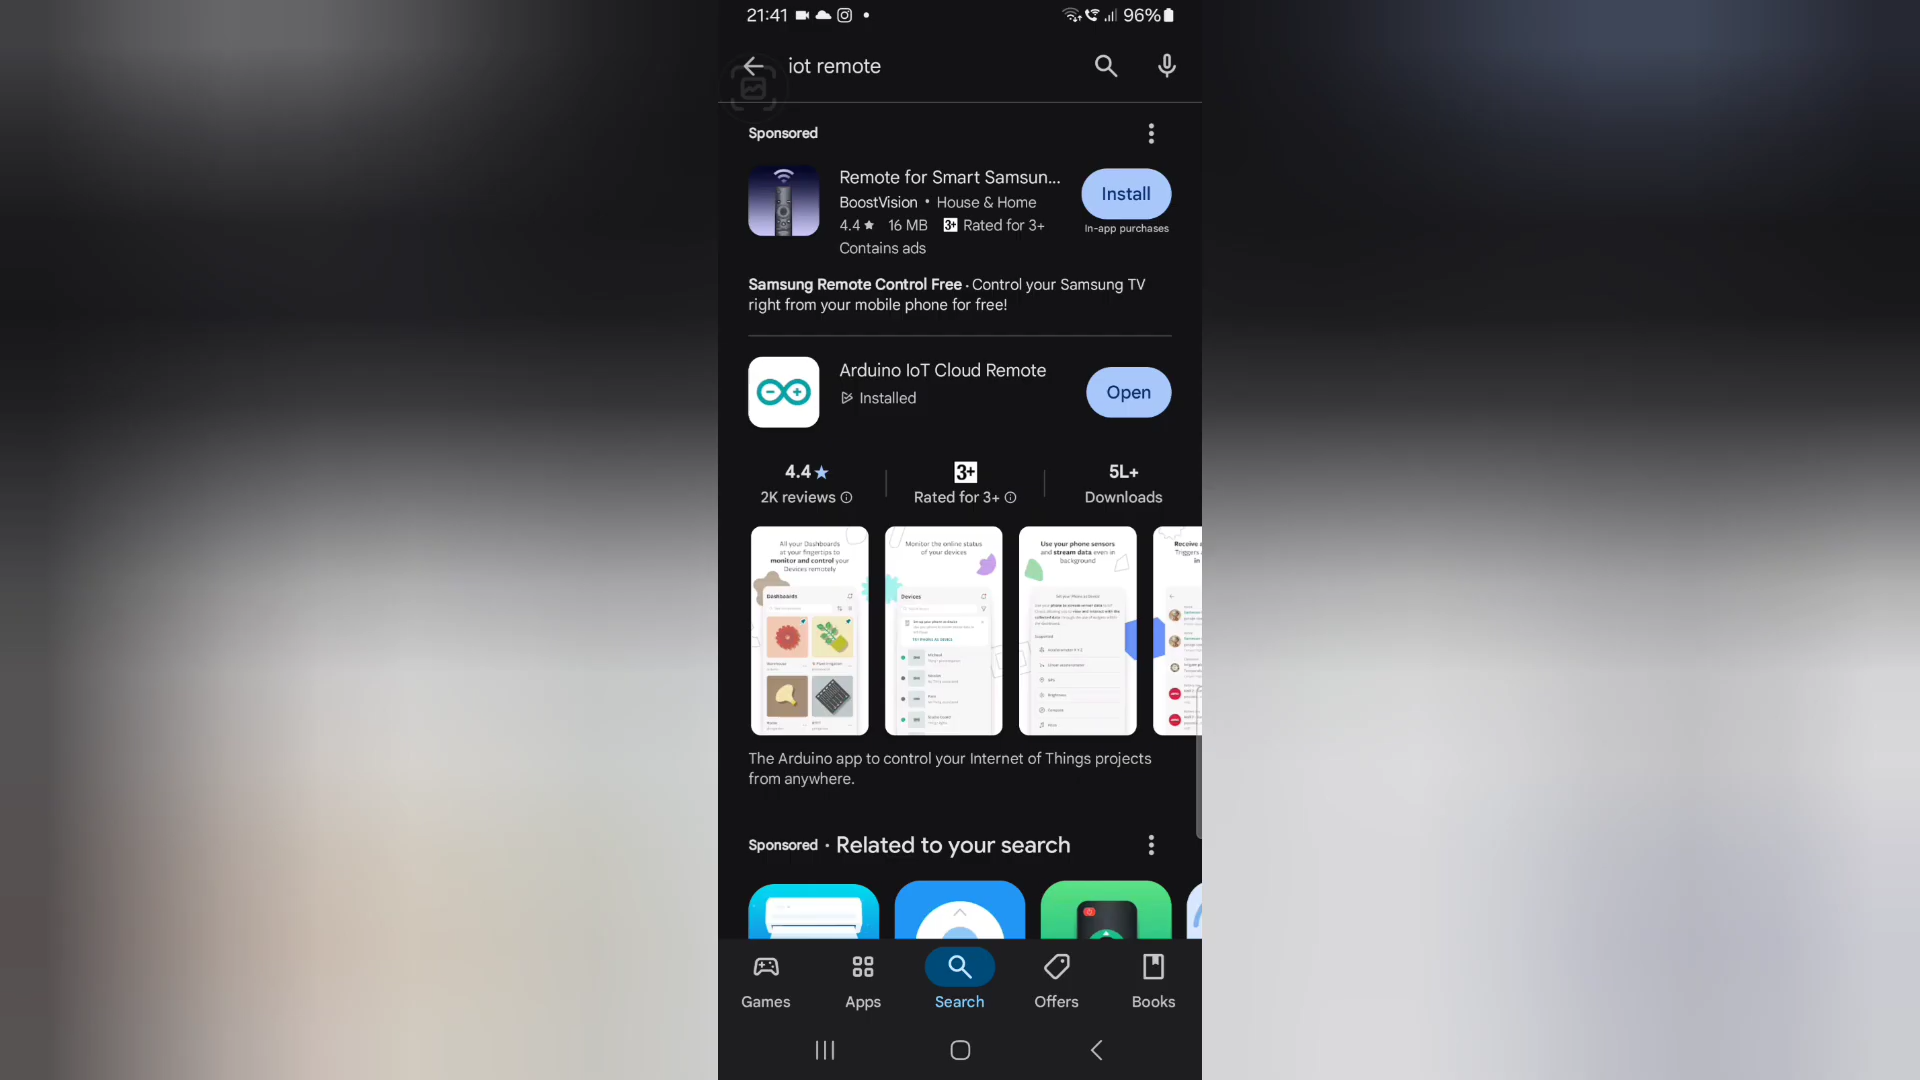 21:41
96%
iot remote
Sponsored
Remote for Smart Samsun...
BoostVision • House & Home
4.4★ 16 MB 3+ Rated for 3+
Contains ads
Install
In-app purchases
Samsung Remote Control Free · Control your Samsung TV
right from your mobile phone for free!
Arduino IoT Cloud Remote
Installed
Open
4.4★
2K reviews
3+
Rated for 3+
5L+
Downloads
All your Dashboards
at your fingertips to
monitor and control your
Devices remotely
Dashboards
Monitor the online status
of your devices
Devices
Use your phone sensors
and stream data even in
background
Receive
Triggers
in
The Arduino app to control your Internet of Things projects
from anywhere.
Sponsored · Related to your search
Games
Apps
Search
Offers
Books